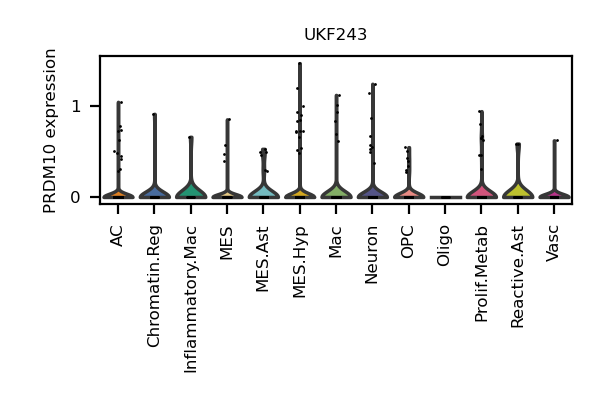 UKF243
PRDM10 expression
1
0
AC
Chromatin.Reg
Inflammatory.Mac
MES
MES.Ast
MES.Hyp
Mac
Neuron
OPC
Oligo
Prolif.Metab
Reactive.Ast
Vasc